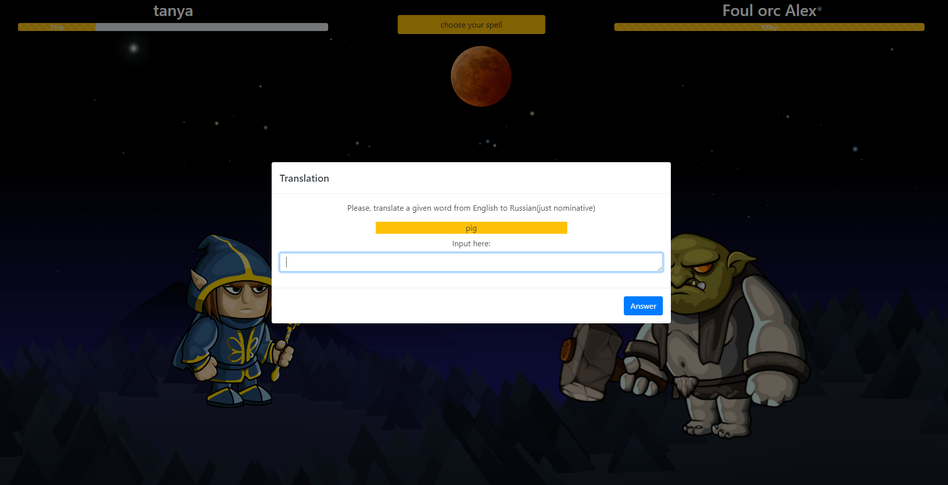 tanya
choose your spell
Foul orc Alex
Translation
Please, translate a given word from English to Russian(just nominative)
pig
Input here:
Answer